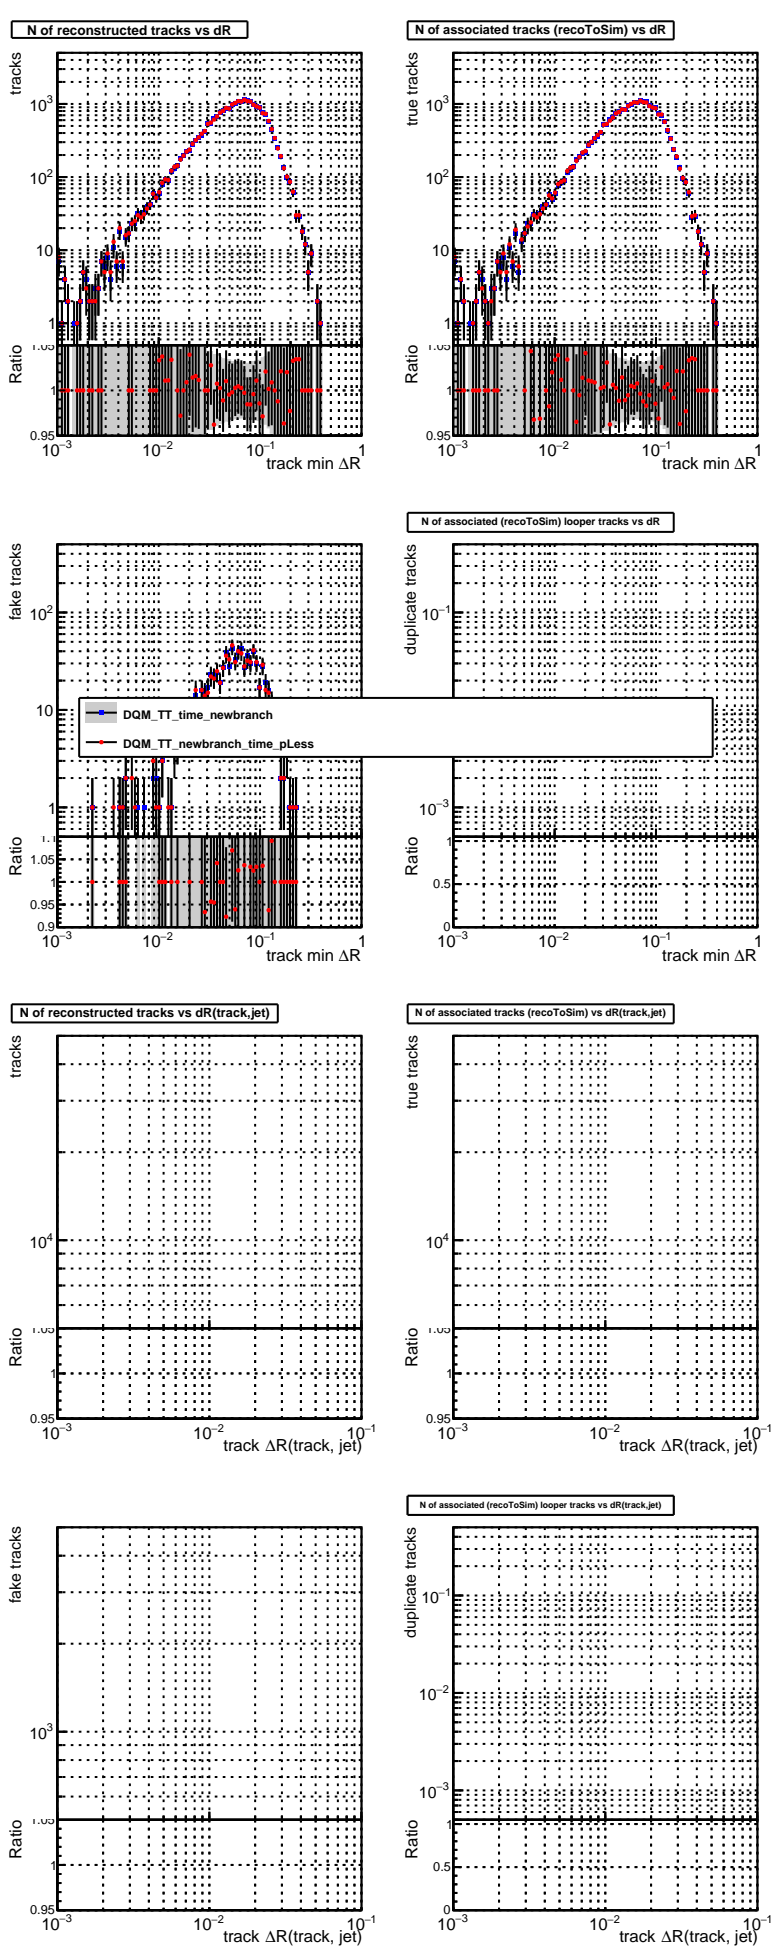 N of reconstructed tracks vs dR
N of associated tracks (recoToSim) vs dR
tracks
10³
10²
10
1
Ratio
1.05
1
0.95
10⁻³
10⁻²
10⁻¹
1
track min ΔR
true tracks
10³
10²
10
1
Ratio
1.05
1
0.95
10⁻³
10⁻²
10⁻¹
1
track min ΔR
N of associated (recoToSim) looper tracks vs dR
fake tracks
10²
10
1
Ratio
1.1
1.05
1
0.95
0.9
10⁻³
10⁻²
10⁻¹
1
track min ΔR
duplicate tracks
10⁻¹
10⁻³
Ratio
1
0.5
0
10⁻³
10⁻²
10⁻¹
1
track min ΔR
DQM_TT_time_newbranch
DQM_TT_newbranch_time_pLess
N of reconstructed tracks vs dR(track,jet)
N of associated tracks (recoToSim) vs dR(track,jet)
tracks
10⁴
Ratio
1.05
1
0.95
10⁻³
10⁻²
10⁻¹
track ΔR(track, jet)
true tracks
10⁴
Ratio
1.05
1
0.95
10⁻³
10⁻²
10⁻¹
track ΔR(track, jet)
N of associated (recoToSim) looper tracks vs dR(track,jet)
fake tracks
10³
Ratio
1.05
1
0.95
10⁻³
10⁻²
10⁻¹
track ΔR(track, jet)
duplicate tracks
10⁻¹
10⁻²
10⁻³
Ratio
1
0.5
0
10⁻³
10⁻²
10⁻¹
track ΔR(track, jet)